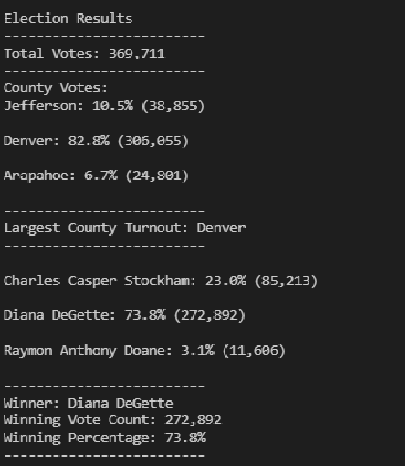 Election Results
-------------------------
Total Votes: 369,711
-------------------------
County Votes:
Jefferson: 10.5% (38,855)
Denver: 82.8% (306,055)
Arapahoe: 6.7% (24,801)
-------------------------
Largest County Turnout: Denver
-------------------------
Charles Casper Stockham: 23.0% (85,213)
Diana DeGette: 73.8% (272,892)
Raymon Anthony Doane: 3.1% (11,606)
-------------------------
Winner: Diana DeGette
Winning Vote Count: 272,892
Winning Percentage: 73.8%
-------------------------